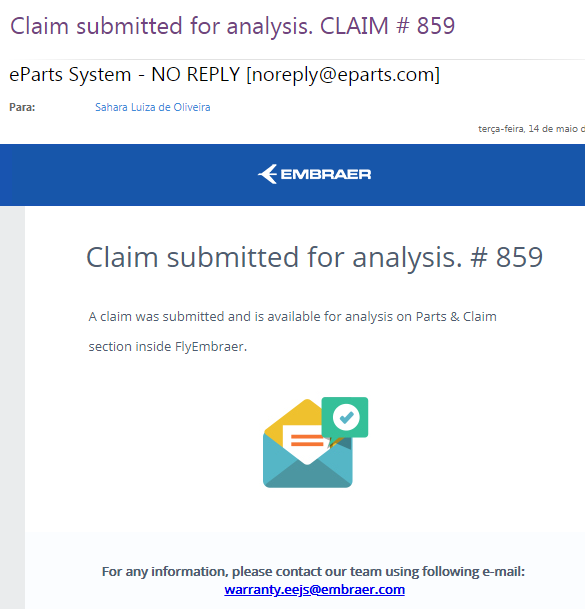 Claim submitted for analysis. CLAIM # 859
eParts System - NO REPLY [noreply@eparts.com]
Para: Sahara Luiza de Oliveira
terça-feira, 14 de maio d
EMBRAER
Claim submitted for analysis. # 859
A claim was submitted and is available for analysis on Parts & Claim
section inside FlyEmbraer.
For any information, please contact our team using following e-mail:
warranty.eejs@embraer.com